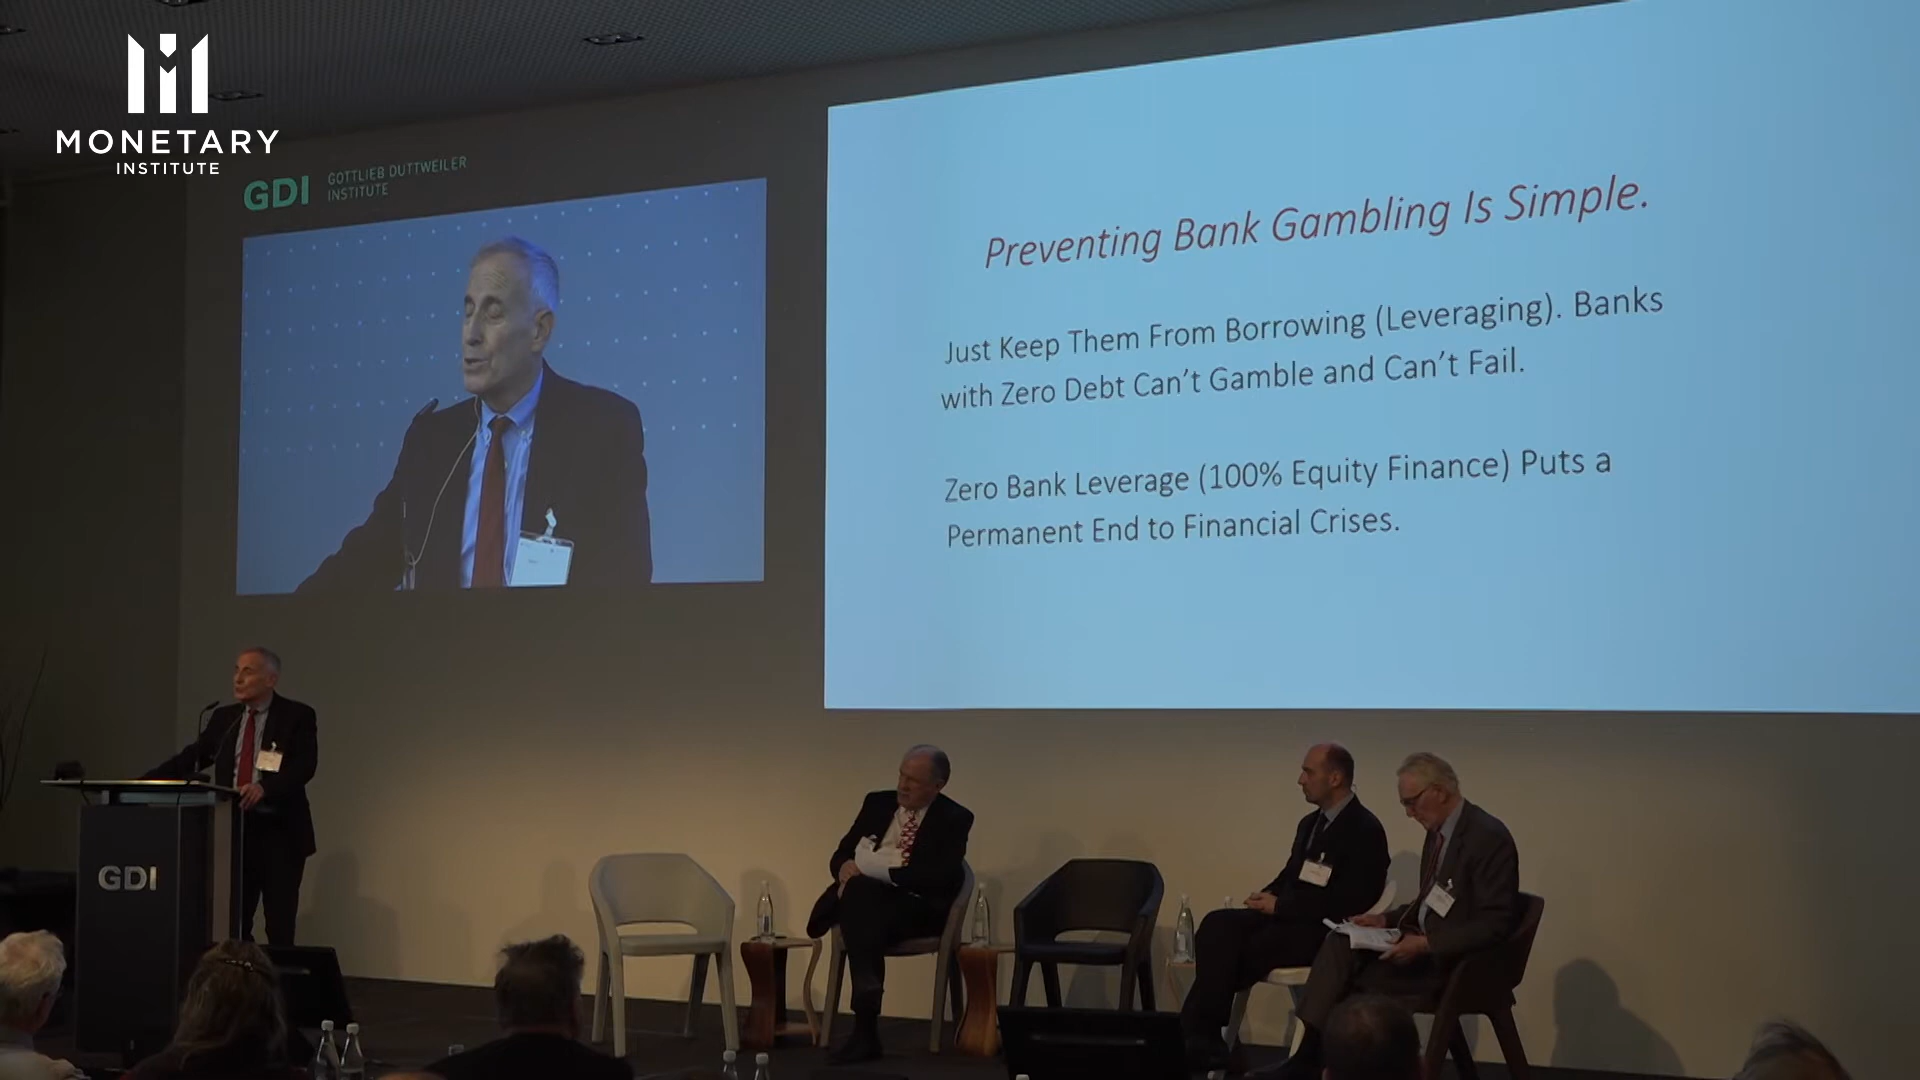 MONETARY
INSTITUTE
GDI
GOTTLIEB DUTTWEILER
INSTITUTE
Preventing Bank Gambling Is Simple.
Just Keep Them From Borrowing (Leveraging). Banks
with Zero Debt Can't Gamble and Can't Fail.
Zero Bank Leverage (100% Equity Finance) Puts a
Permanent End to Financial Crises.
GDI